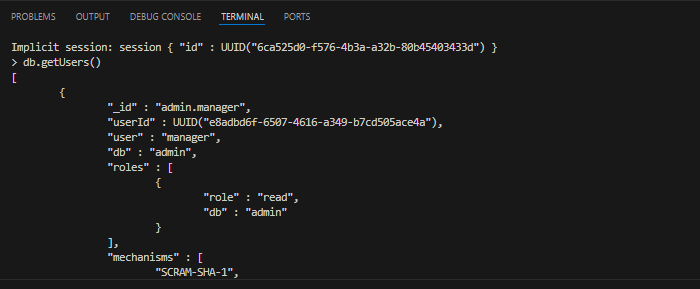 PROBLEMS OUTPUT DEBUG CONSOLE TERMINAL PORTS
Implicit session: session { "id" : UUID("6ca525d0-f576-4b3a-a32b-80b45403433d") }
> db.getUsers()
[
        {
                "_id" : "admin.manager",
                "userId" : UUID("e8adbd6f-6507-4616-a349-b7cd505ace4a"),
                "user" : "manager",
                "db" : "admin",
                "roles" : [
                        {
                                "role" : "read",
                                "db" : "admin"
                        }
                ],
                "mechanisms" : [
                        "SCRAM-SHA-1",